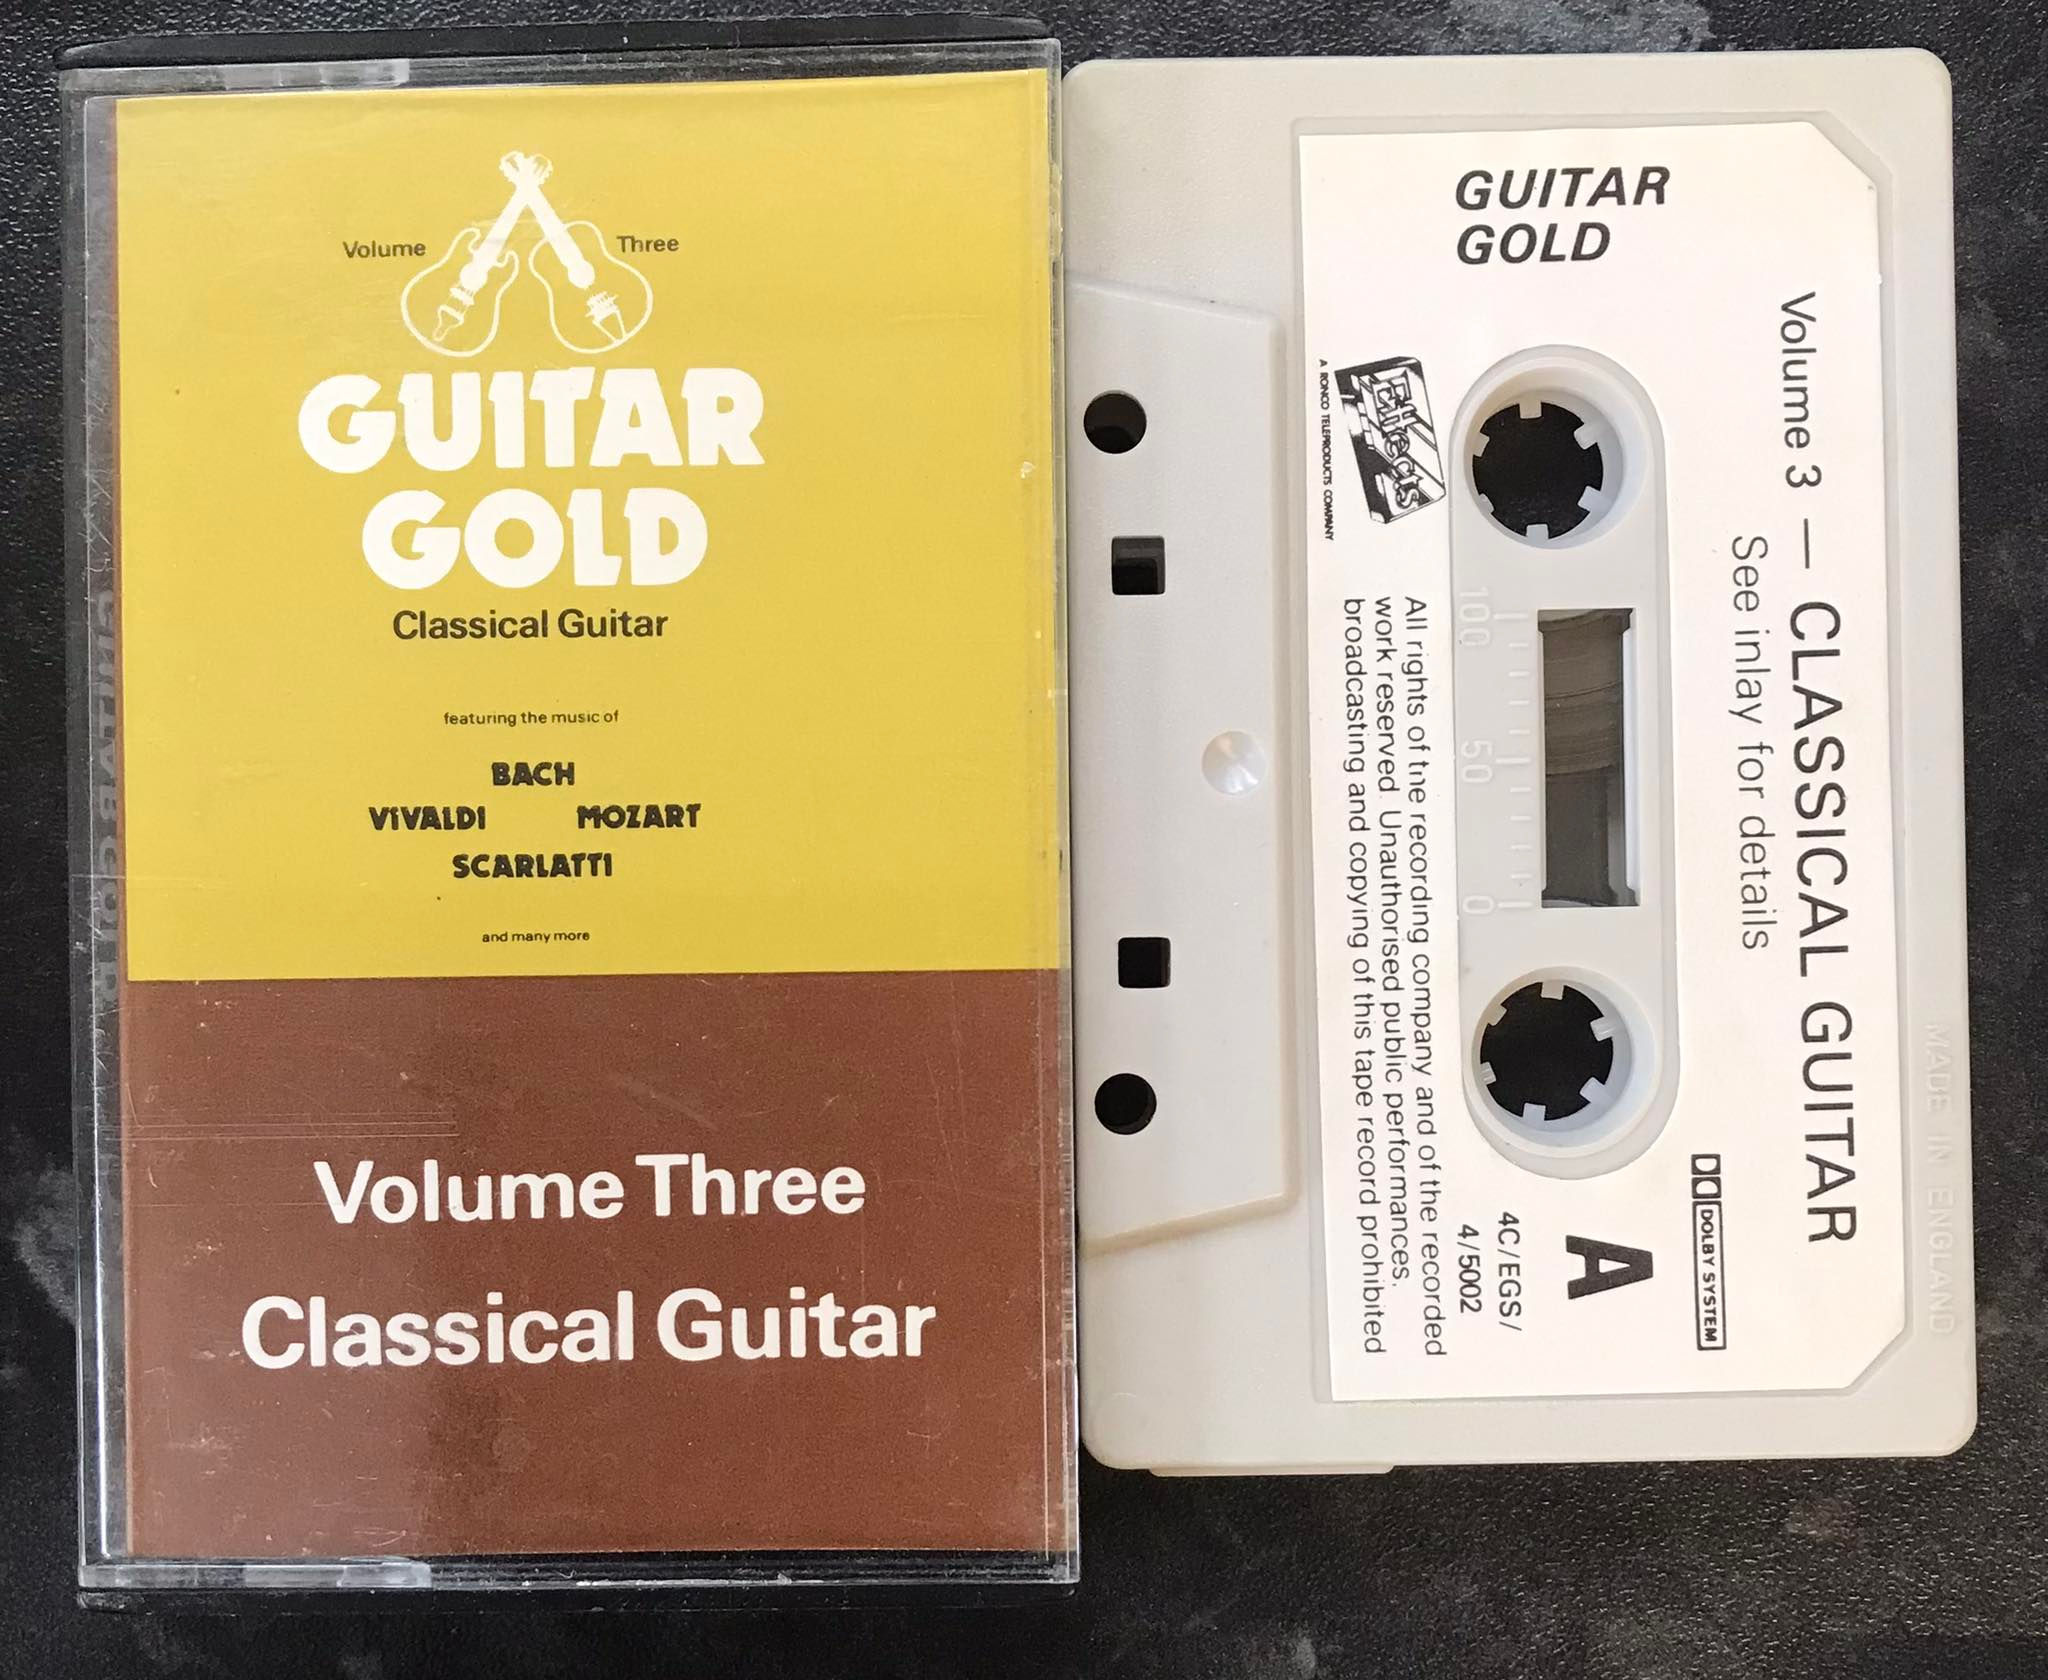 Volume Three
GUITAR
GOLD
Classical Guitar
featuring the music of
BACH
VIVALDI MOZART
SCARLATTI
and many more
Volume Three
Classical Guitar
GUITAR
GOLD
Volume 3 — CLASSICAL GUITAR
See inlay for details
Effects
A RONCO TELEPRODUCTS COMPANY
100 50 0
All rights of the recording company and of the recorded
work reserved. Unauthorised public performances,
broadcasting and copying of this tape record prohibited
DOLBY SYSTEM
A
4C/EGS/
4/5002
MADE IN ENGLAND